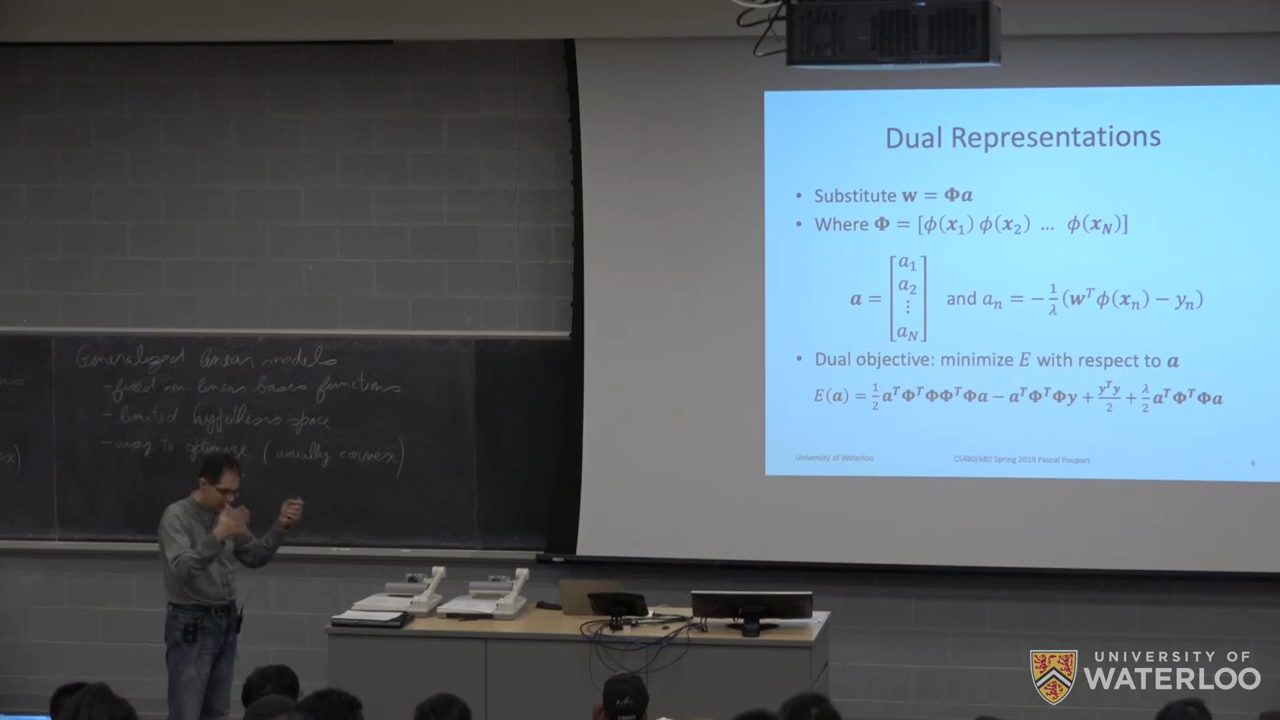 Dual Representations
• Substitute w = Φa
• Where Φ = [ϕ(x₁) ϕ(x₂) … ϕ(x_N)]
a = [a₁ a₂ ⋮ a_N] and aₙ = −1/λ (wᵀϕ(xₙ) − yₙ)
• Dual objective: minimize E with respect to a
E(a) = ½ aᵀΦᵀΦΦᵀΦa − aᵀΦᵀΦy + yᵀy/2 + λ/2 aᵀΦᵀΦa
University of Waterloo CS480/680 Spring 2019 Pascal Poupart 6
Generalized linear models
- fixed non linear basis functions
- limited hypothesis space
- easy to optimize (usually convex)
UNIVERSITY OF
WATERLOO